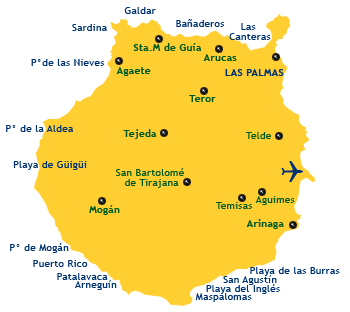 Galdar
Sardina
Bañaderos
Las
Canteras
Sta.M de Guía
Arucas
P°de las Nieves
Agaete
LAS PALMAS
Teror
P° de la Aldea
Tejeda
Telde
Playa de Güigüi
San Bartolomé
de Tirajana
Mogán
Temisas
Aguimes
Arinaga
P° de Mogán
Puerto Rico
Patalavaca
Arneguín
Playa de las Burras
San Agustín
Playa del Inglés
Maspalomas